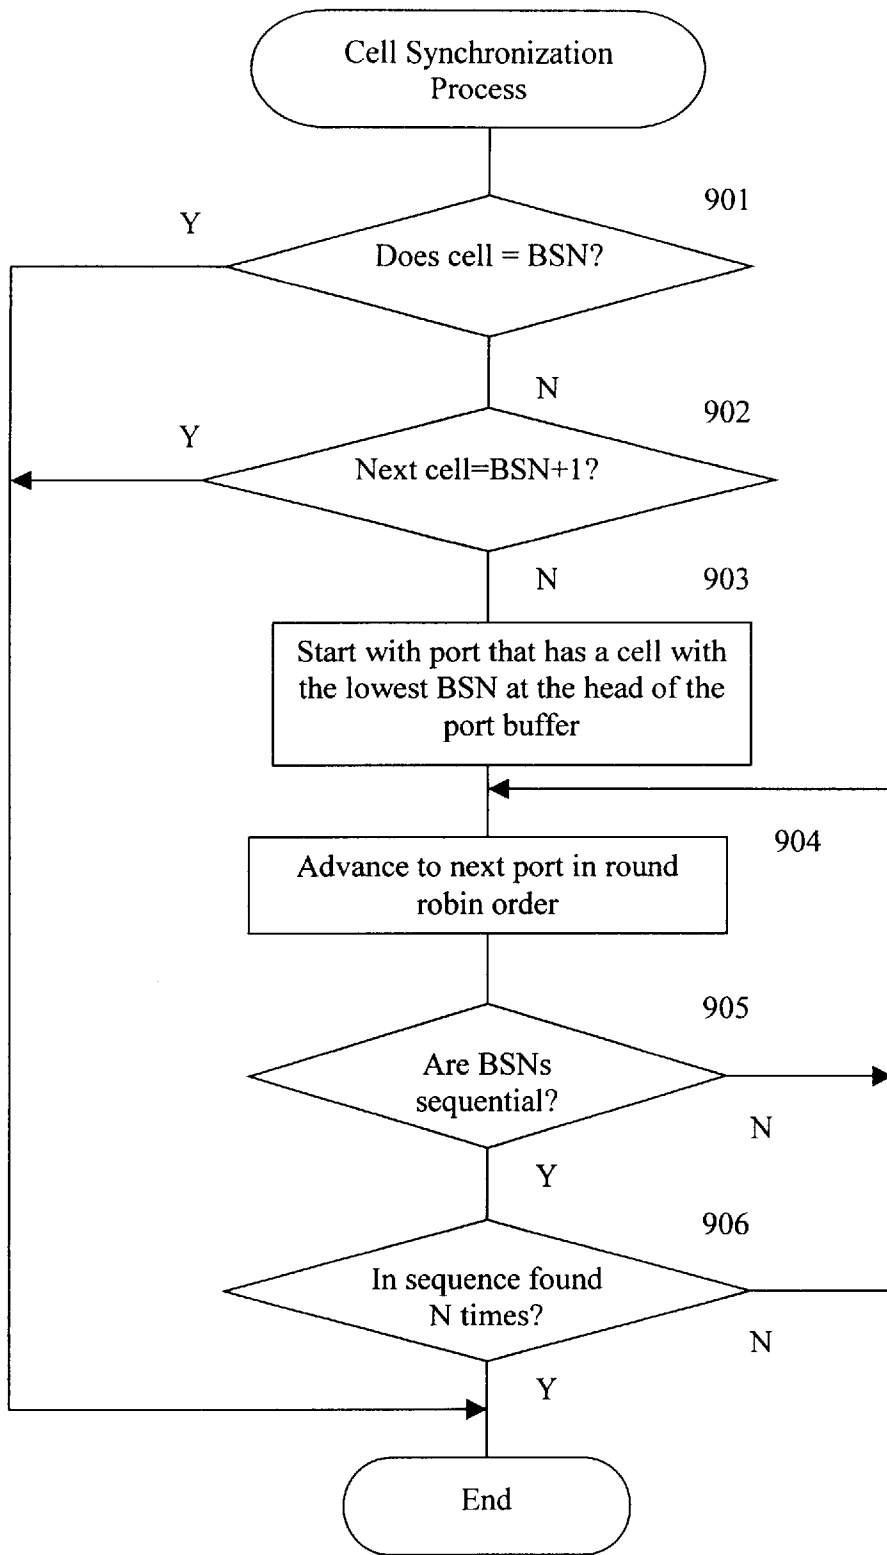 Cell Synchronization
Process
901
Y
Does cell = BSN?
N
902
Y
Next cell=BSN+1?
N
903
Start with port that has a cell with
the lowest BSN at the head of the
port buffer
904
Advance to next port in round
robin order
905
Are BSNs
sequential?
N
Y
906
In sequence found
N times?
N
Y
End